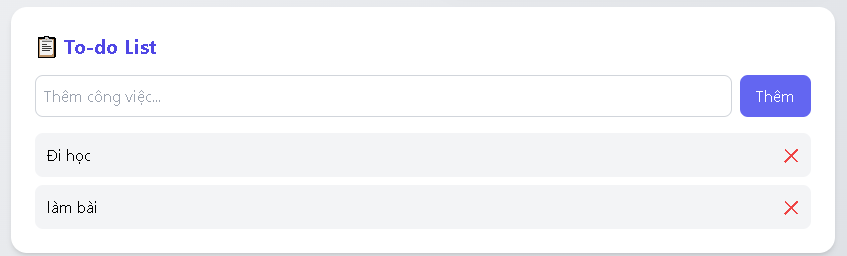 To-do List
Thêm công việc...
Thêm
Đi học
làm bài